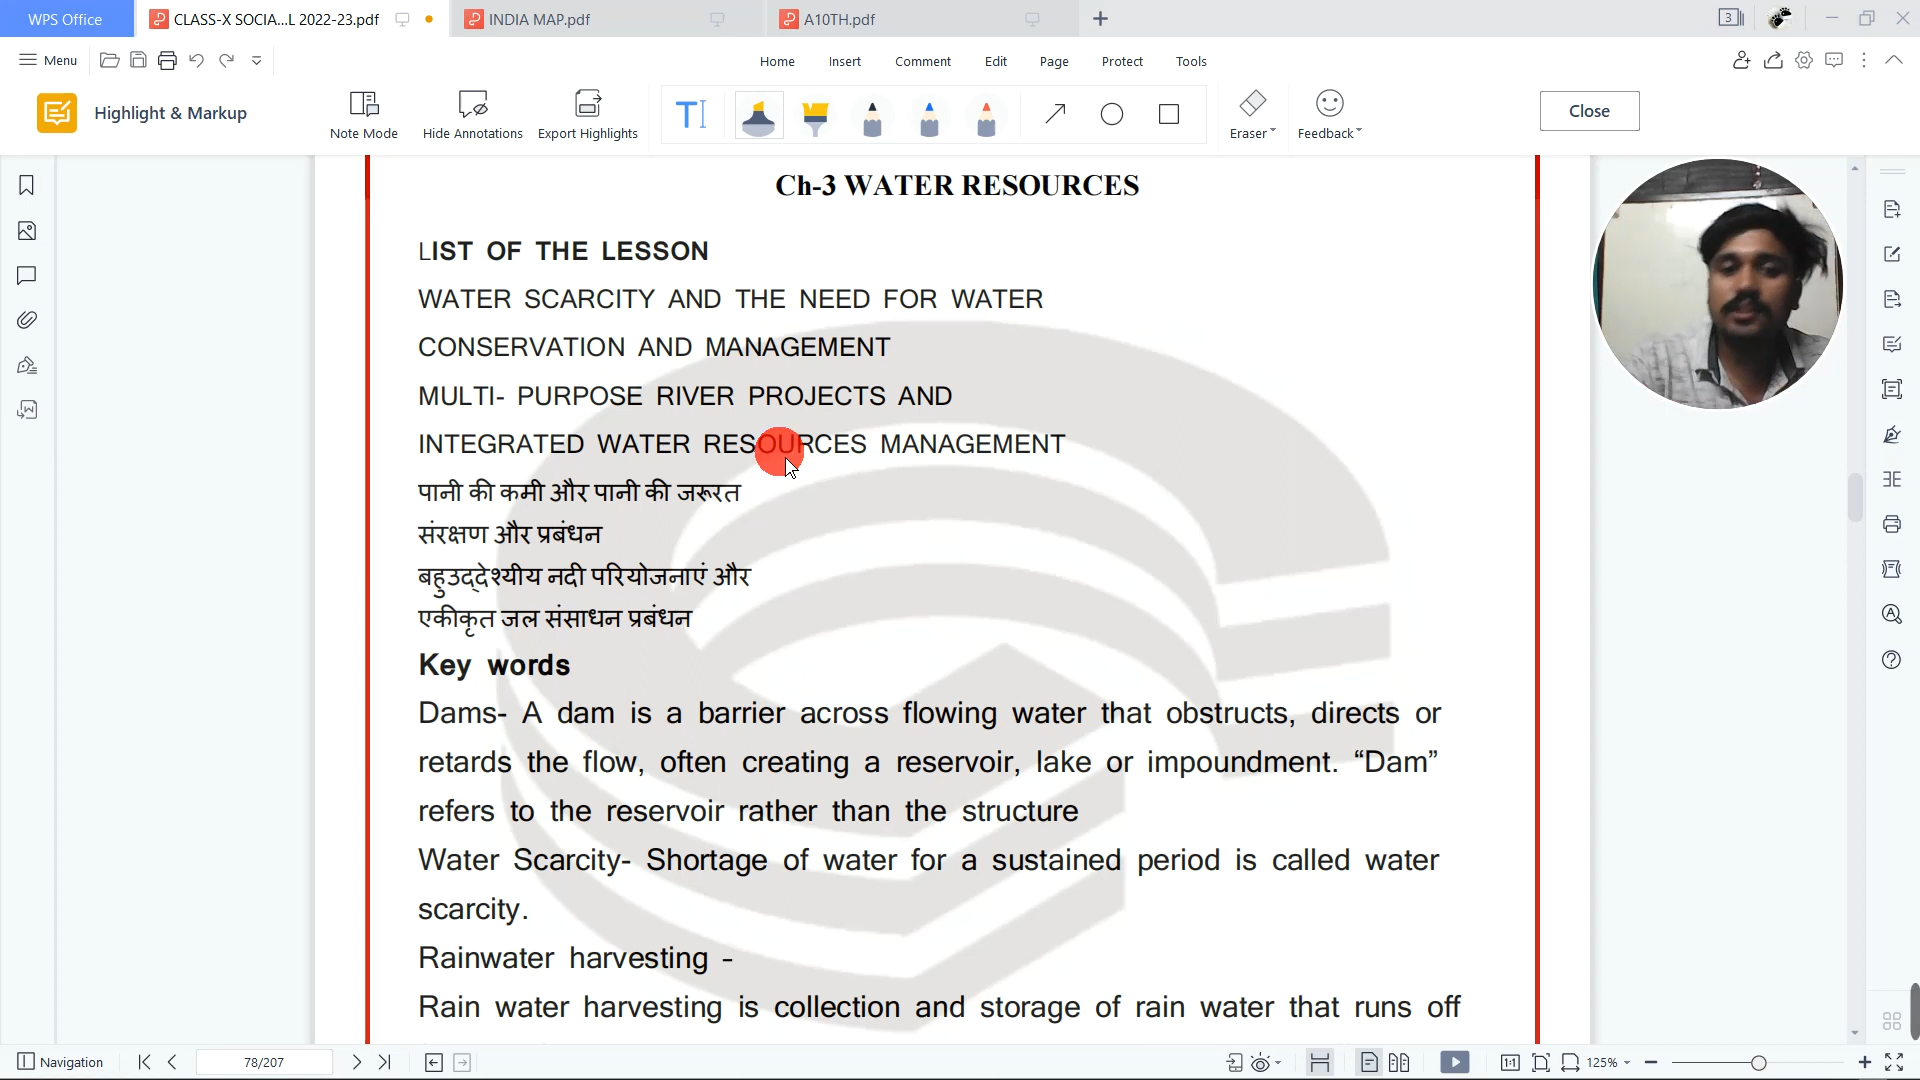 WPS Office
CLASS-X SOCIA...L 2022-23.pdf
INDIA MAP.pdf
A10TH.pdf
3
Menu
Home
Insert
Comment
Edit
Page
Protect
Tools
Highlight & Markup
Note Mode
Hide Annotations
Export Highlights
Eraser
Feedback
Close
Ch-3 WATER RESOURCES
LIST OF THE LESSON
WATER SCARCITY AND THE NEED FOR WATER
CONSERVATION AND MANAGEMENT
MULTI- PURPOSE RIVER PROJECTS AND
INTEGRATED WATER RESOURCES MANAGEMENT
पानी की कमी और पानी की जरूरत
संरक्षण और प्रबंधन
बहुउद्देश्यीय नदी परियोजनाएं और
एकीकृत जल संसाधन प्रबंधन
Key words
Dams- A dam is a barrier across flowing water that obstructs, directs or
retards the flow, often creating a reservoir, lake or impoundment. “Dam”
refers to the reservoir rather than the structure
Water Scarcity- Shortage of water for a sustained period is called water
scarcity.
Rainwater harvesting -
Rain water harvesting is collection and storage of rain water that runs off
Navigation
78/207
1:1
125%